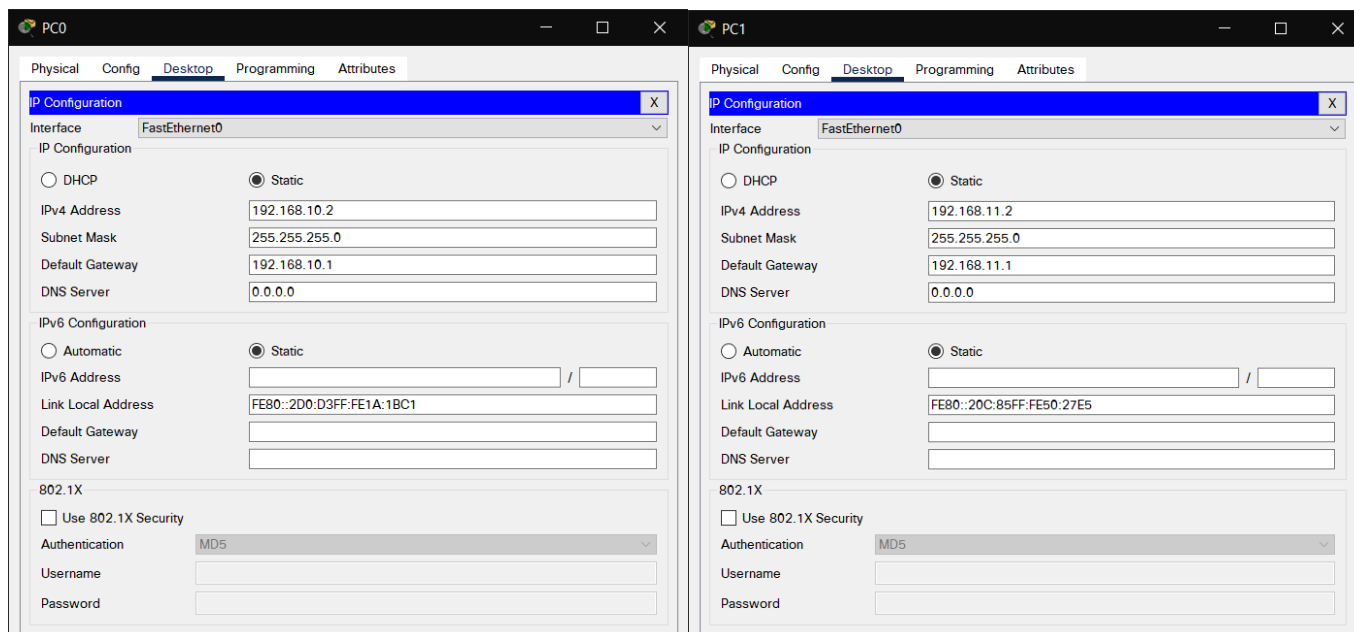 PC0
Physical Config Desktop Programming Attributes
IP Configuration X
Interface FastEthernet0
IP Configuration
DHCP Static
IPv4 Address 192.168.10.2
Subnet Mask 255.255.255.0
Default Gateway 192.168.10.1
DNS Server 0.0.0.0
IPv6 Configuration
Automatic Static
IPv6 Address /
Link Local Address FE80::2D0:D3FF:FE1A:1BC1
Default Gateway
DNS Server
802.1X
Use 802.1X Security
Authentication MD5
Username
Password
PC1
Physical Config Desktop Programming Attributes
IP Configuration X
Interface FastEthernet0
IP Configuration
DHCP Static
IPv4 Address 192.168.11.2
Subnet Mask 255.255.255.0
Default Gateway 192.168.11.1
DNS Server 0.0.0.0
IPv6 Configuration
Automatic Static
IPv6 Address /
Link Local Address FE80::20C:85FF:FE50:27E5
Default Gateway
DNS Server
802.1X
Use 802.1X Security
Authentication MD5
Username
Password